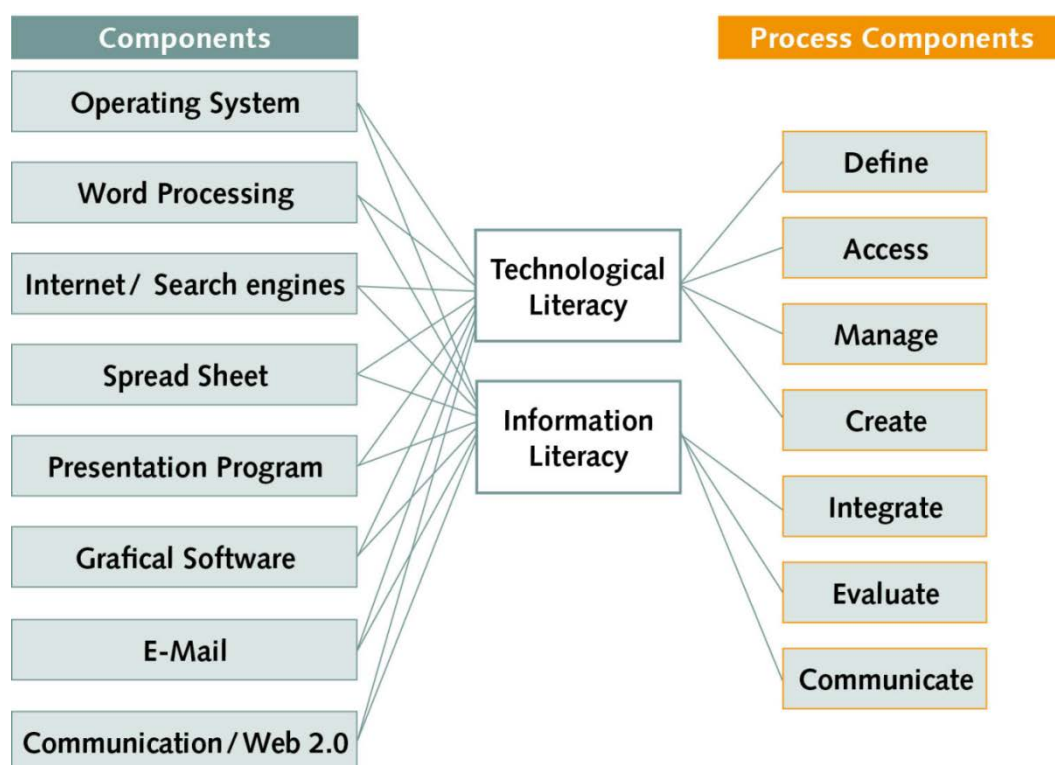 Components
Operating System
Word Processing
Internet/ Search engines
Spread Sheet
Presentation Program
Grafical Software
E-Mail
Communication/Web 2.0
Technological
Literacy
Information
Literacy
Process Components
Define
Access
Manage
Create
Integrate
Evaluate
Communicate